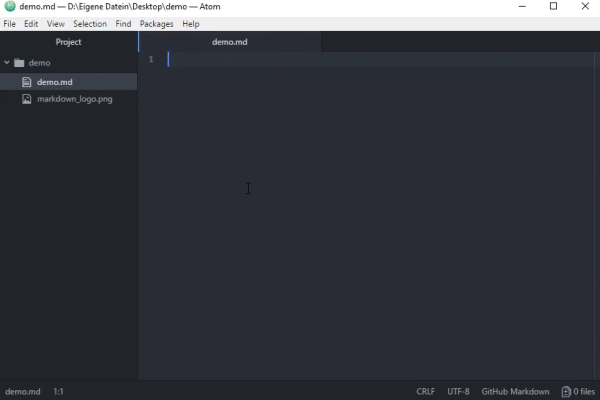 demo.md — D:\Eigene Datein\Desktop\demo — Atom
File Edit View Selection Find Packages Help
Project
demo.md
demo
demo.md
markdown_logo.png
1
demo.md 1:1 CRLF UTF-8 GitHub Markdown 0 files